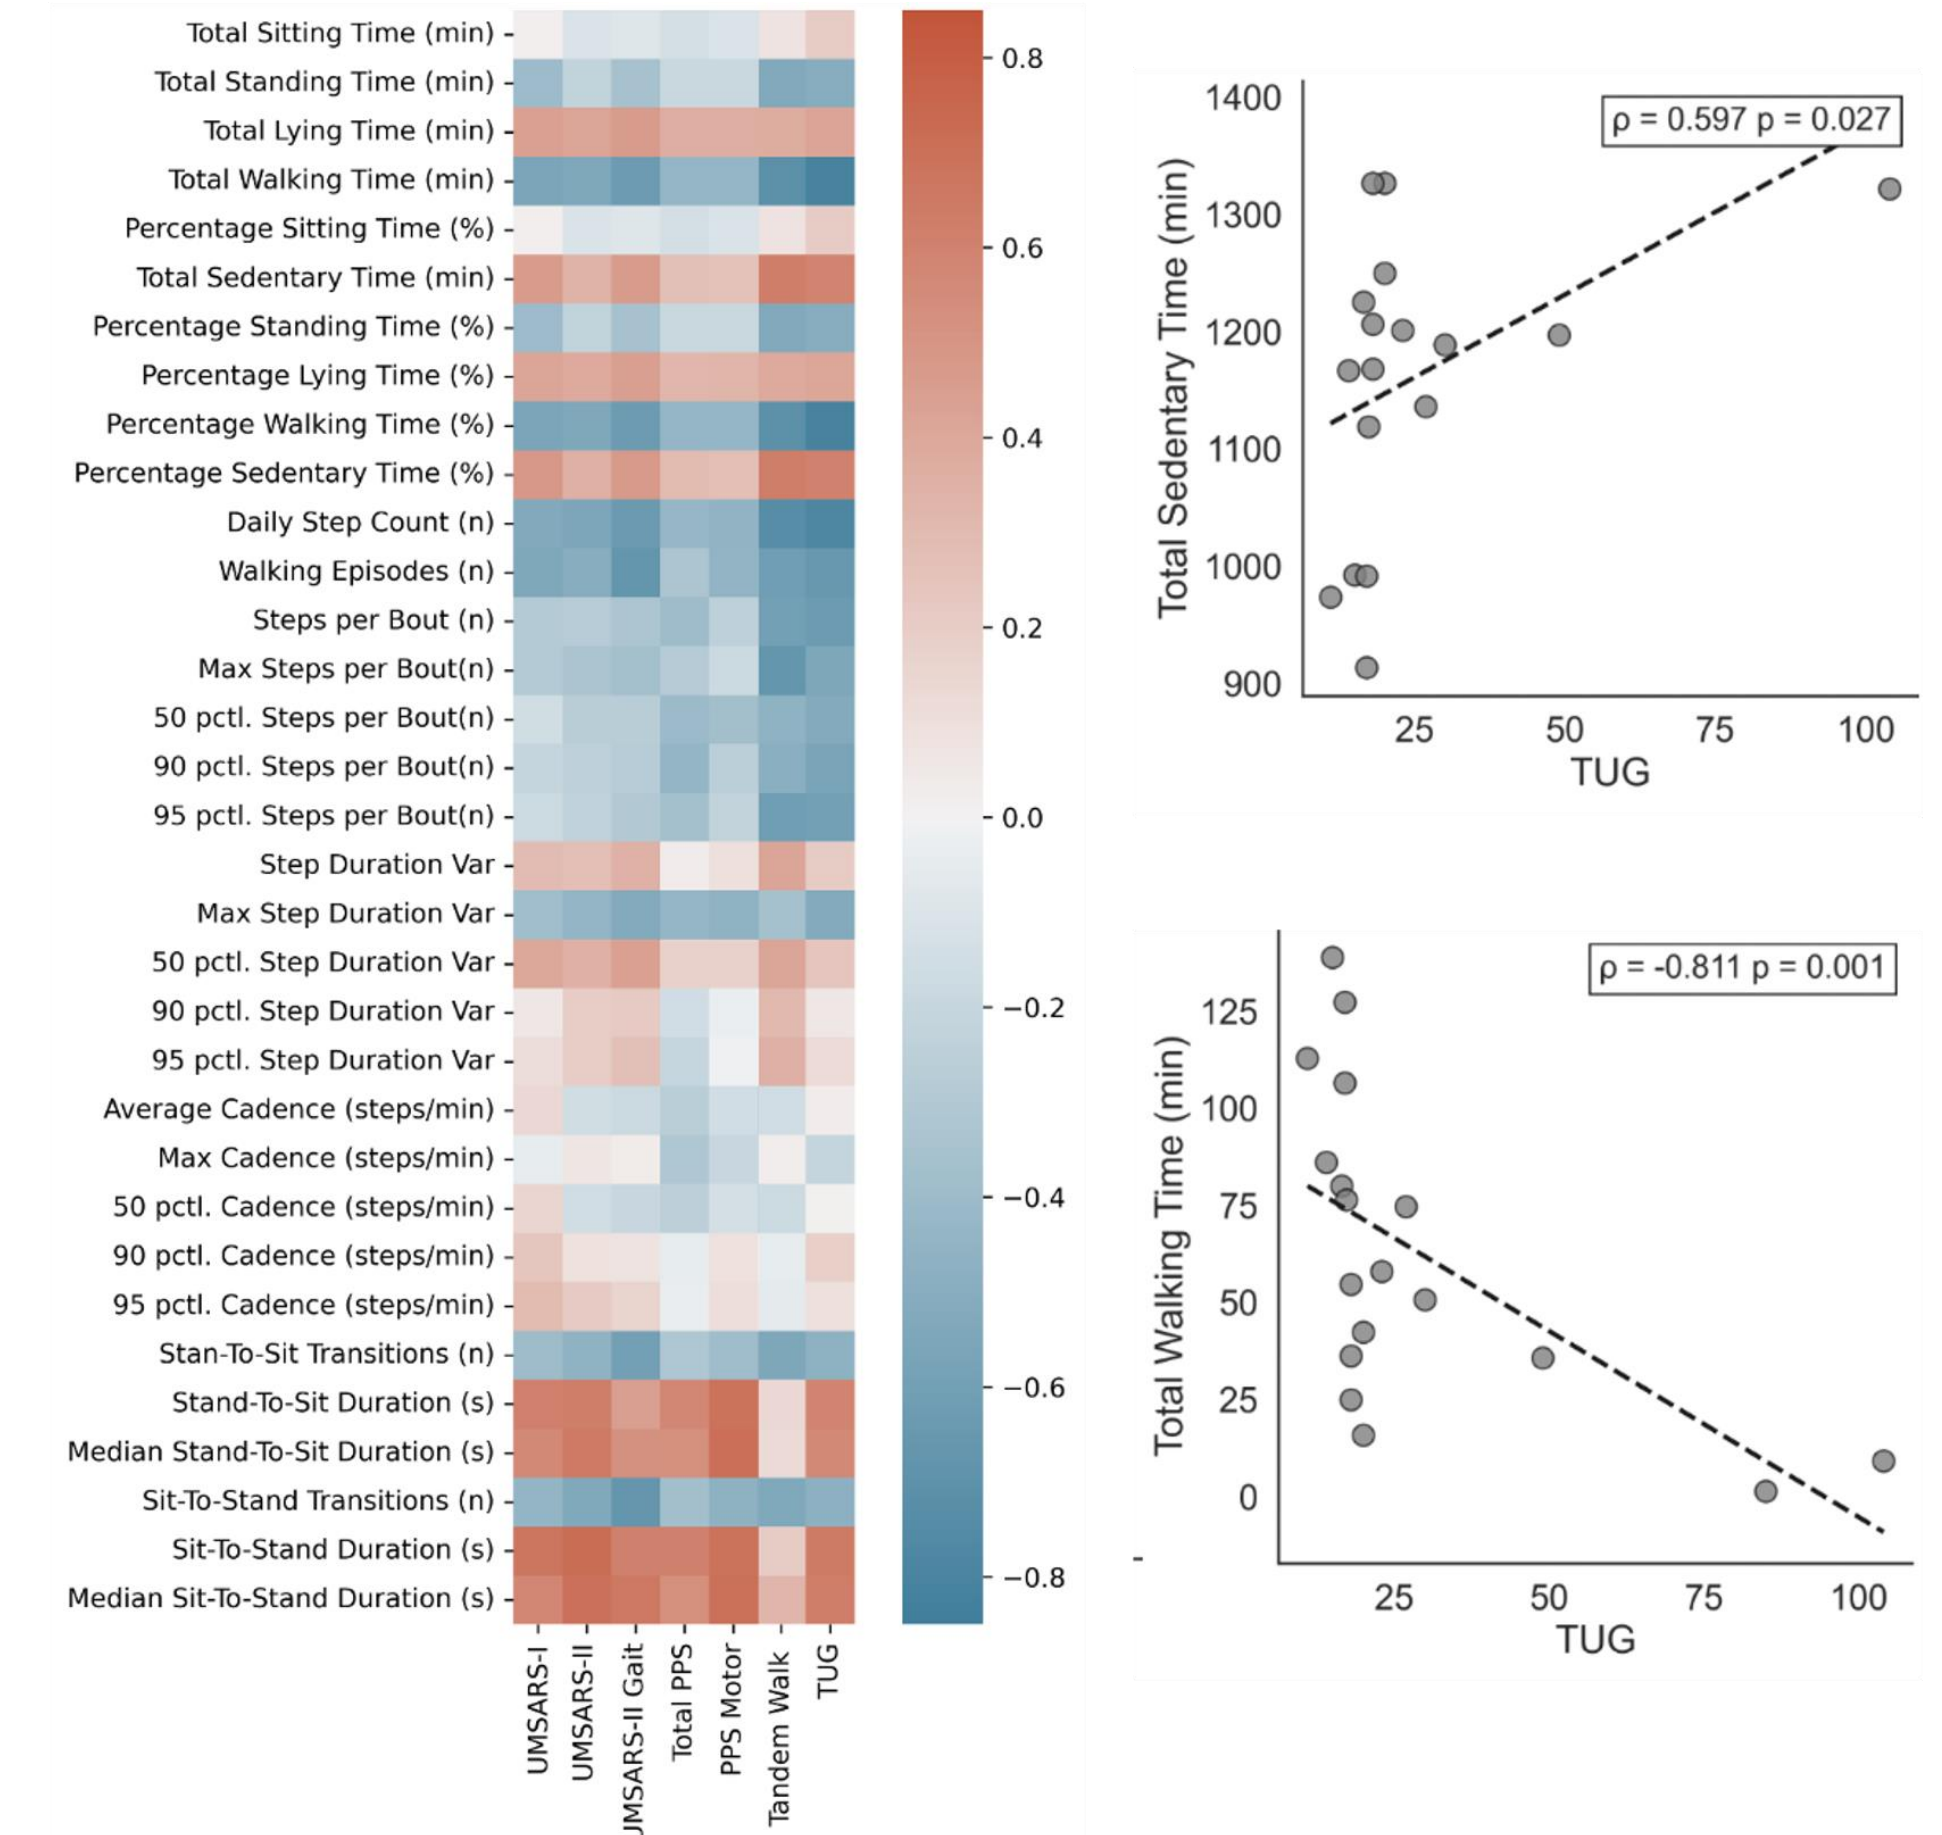 Total Sitting Time (min)
Total Standing Time (min)
Total Lying Time (min)
Total Walking Time (min)
Percentage Sitting Time (%)
Total Sedentary Time (min)
Percentage Standing Time (%)
Percentage Lying Time (%)
Percentage Walking Time (%)
Percentage Sedentary Time (%)
Daily Step Count (n)
Walking Episodes (n)
Steps per Bout (n)
Max Steps per Bout(n)
50 pctl. Steps per Bout(n)
90 pctl. Steps per Bout(n)
95 pctl. Steps per Bout(n)
Step Duration Var
Max Step Duration Var
50 pctl. Step Duration Var
90 pctl. Step Duration Var
95 pctl. Step Duration Var
Average Cadence (steps/min)
Max Cadence (steps/min)
50 pctl. Cadence (steps/min)
90 pctl. Cadence (steps/min)
95 pctl. Cadence (steps/min)
Stan-To-Sit Transitions (n)
Stand-To-Sit Duration (s)
Median Stand-To-Sit Duration (s)
Sit-To-Stand Transitions (n)
Sit-To-Stand Duration (s)
Median Sit-To-Stand Duration (s)
UMSARS-I
UMSARS-II
UMSARS-II Gait
Total PPS
PPS Motor
Tandem Walk
TUG
0.8
0.6
0.4
0.2
0.0
−0.2
−0.4
−0.6
−0.8
ρ = 0.597 p = 0.027
Total Sedentary Time (min)
1400
1300
1200
1100
1000
900
25 50 75 100
TUG
ρ = -0.811 p = 0.001
Total Walking Time (min)
125
100
75
50
25
0
-
25 50 75 100
TUG